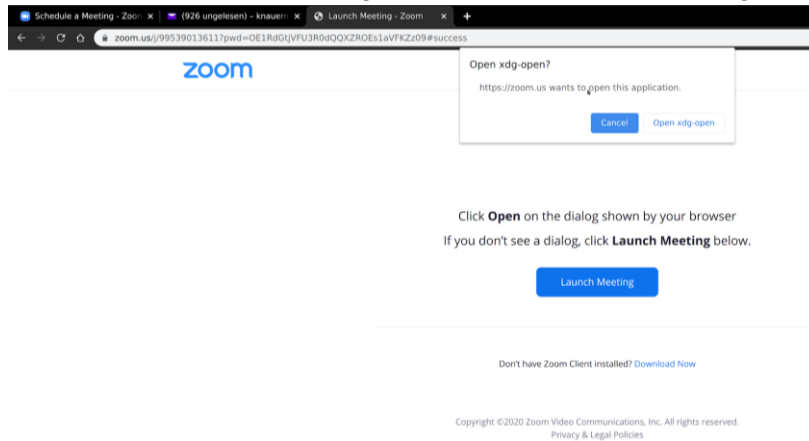 Schedule a Meeting - Zoo
(926 ungelesen) – knauerm
Launch Meeting - Zoom
zoom.us/j/99539013611?pwd=OE1RdGtjVFU3R0dQQXZROEs1aVFKZz09#success
zoom
Open xdg-open?
https://zoom.us wants to open this application.
Cancel
Open xdg-open
Click Open on the dialog shown by your browser
If you don't see a dialog, click Launch Meeting below.
Launch Meeting
Don't have Zoom Client installed? Download Now
Copyright ©2020 Zoom Video Communications, Inc. All rights reserved.
Privacy & Legal Policies